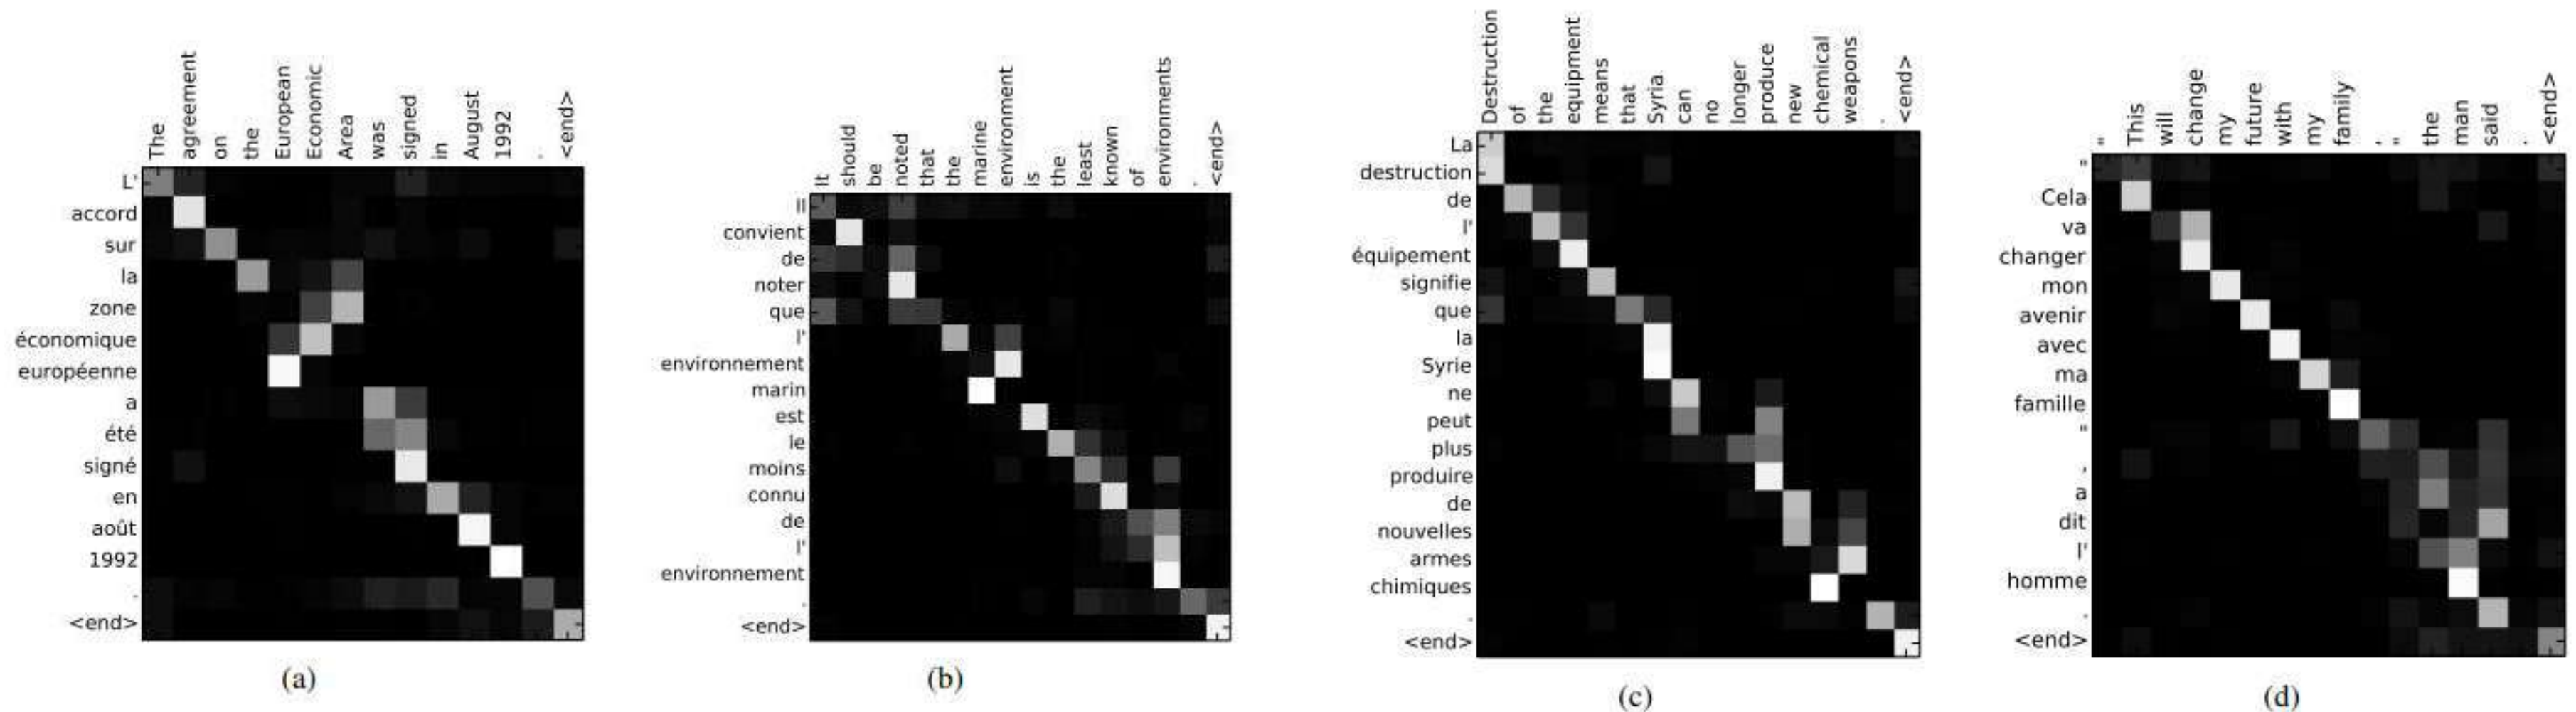 The agreement on the European Economic Area was signed in August 1992 . <end>
L'
accord
sur
la
zone
économique
européenne
a
été
signé
en
août
1992
.
<end>
(a)
It should be noted that the marine environment is the least known of environments . <end>
Il
convient
de
noter
que
l'
environnement
marin
est
le
moins
connu
de
l'
environnement
.
<end>
(b)
Destruction of the equipment means that Syria can no longer produce new chemical weapons . <end>
La
destruction
de
l'
équipement
signifie
que
la
Syrie
ne
peut
plus
produire
de
nouvelles
armes
chimiques
.
<end>
(c)
" This will change my future with my family , " the man said . <end>
"
Cela
va
changer
mon
avenir
avec
ma
famille
"
,
a
dit
l'
homme
.
<end>
(d)